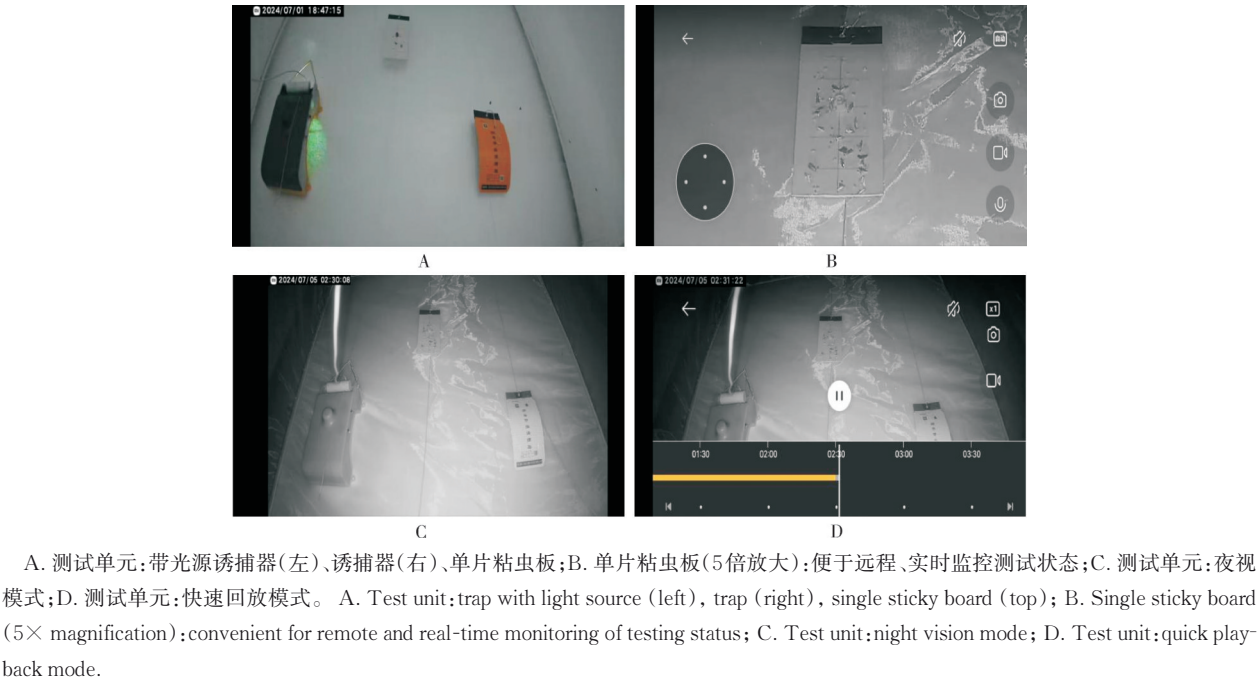 2024/07/01 18:47:15
A
B
2024/07/05 02:30:08
C
2024/07/05 02:31:22
x1
01:30 02:00 02:30 03:00 03:30
D
A. 测试单元:带光源诱捕器(左)、诱捕器(右)、单片粘虫板;B. 单片粘虫板(5倍放大):便于远程、实时监控测试状态;C. 测试单元:夜视
模式;D. 测试单元:快速回放模式。 A. Test unit:trap with light source (left), trap (right), single sticky board (top); B. Single sticky board
(5× magnification):convenient for remote and real-time monitoring of testing status; C. Test unit:night vision mode; D. Test unit:quick play-
back mode.